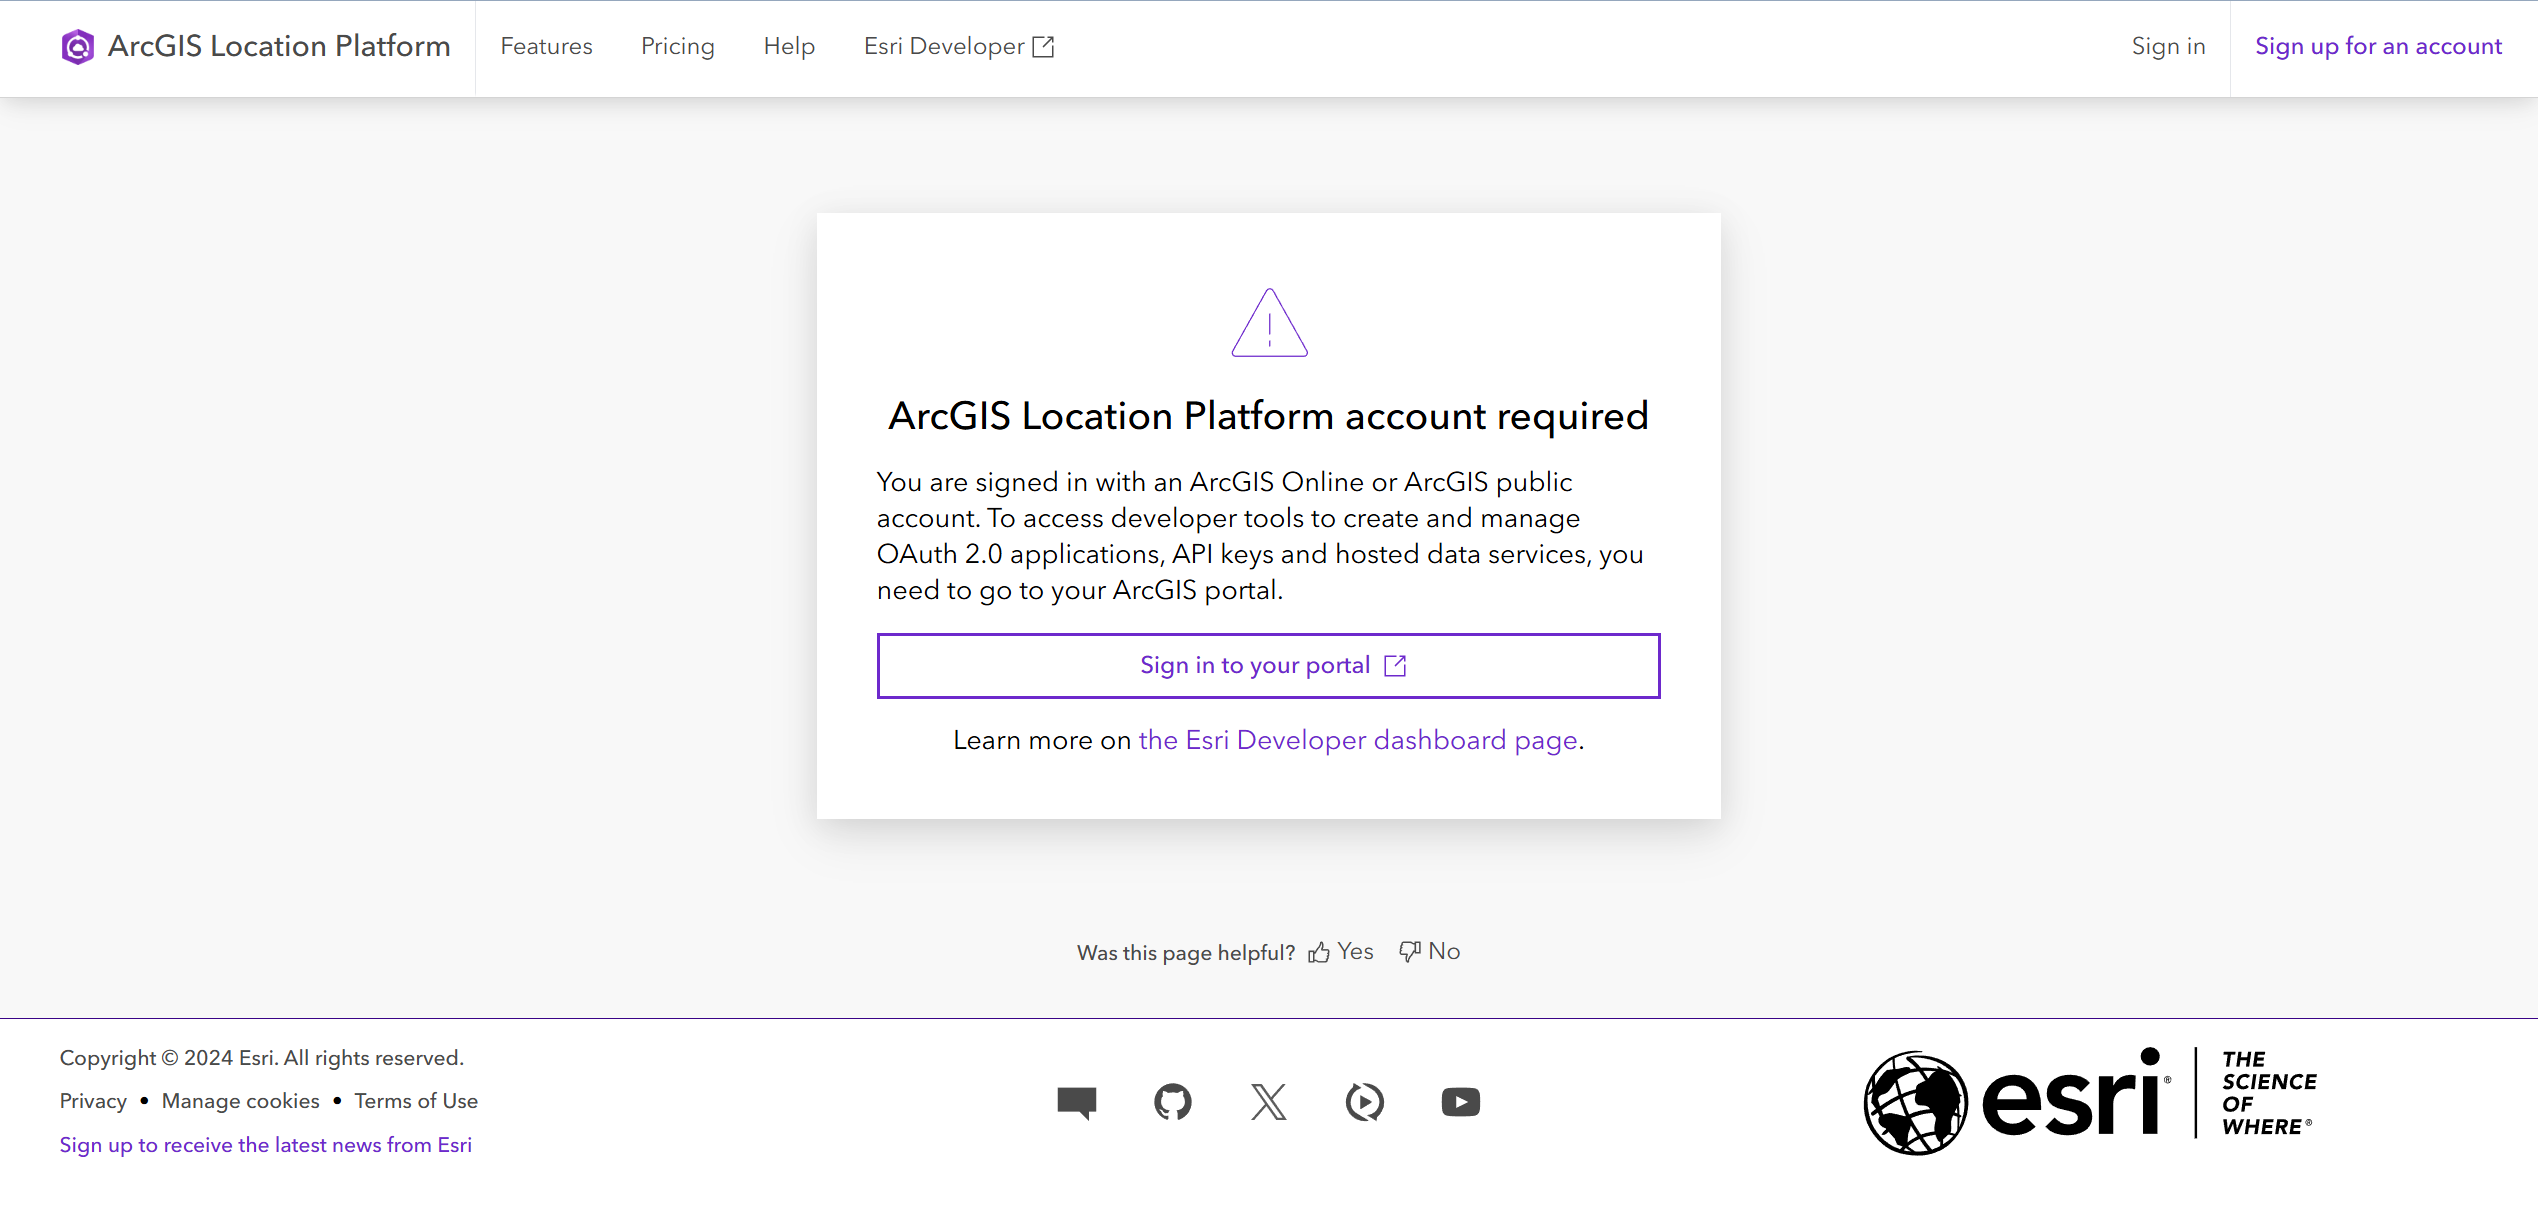 ArcGIS Location Platform
Features
Pricing
Help
Esri Developer
Sign in
Sign up for an account
ArcGIS Location Platform account required
You are signed in with an ArcGIS Online or ArcGIS public
account. To access developer tools to create and manage
OAuth 2.0 applications, API keys and hosted data services, you
need to go to your ArcGIS portal.
Sign in to your portal
Learn more on the Esri Developer dashboard page.
Was this page helpful? Yes No
Copyright © 2024 Esri. All rights reserved.
Privacy • Manage cookies • Terms of Use
Sign up to receive the latest news from Esri
esri®
THE
SCIENCE
OF
WHERE®